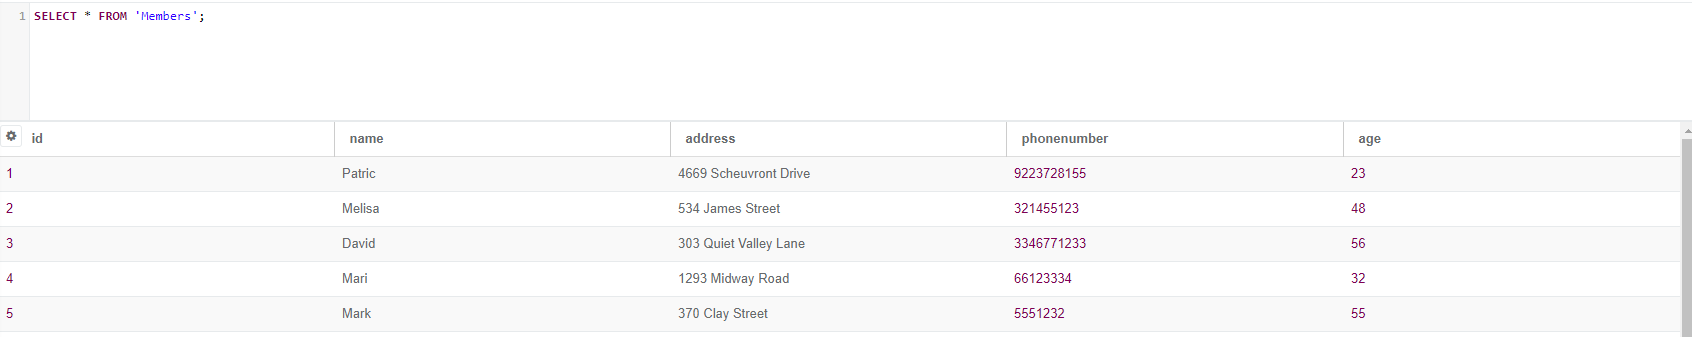 1 SELECT * FROM 'Members';
id name address phonenumber age
1 Patric 4669 Scheuvront Drive 9223728155 23
2 Melisa 534 James Street 321455123 48
3 David 303 Quiet Valley Lane 3346771233 56
4 Mari 1293 Midway Road 66123334 32
5 Mark 370 Clay Street 5551232 55